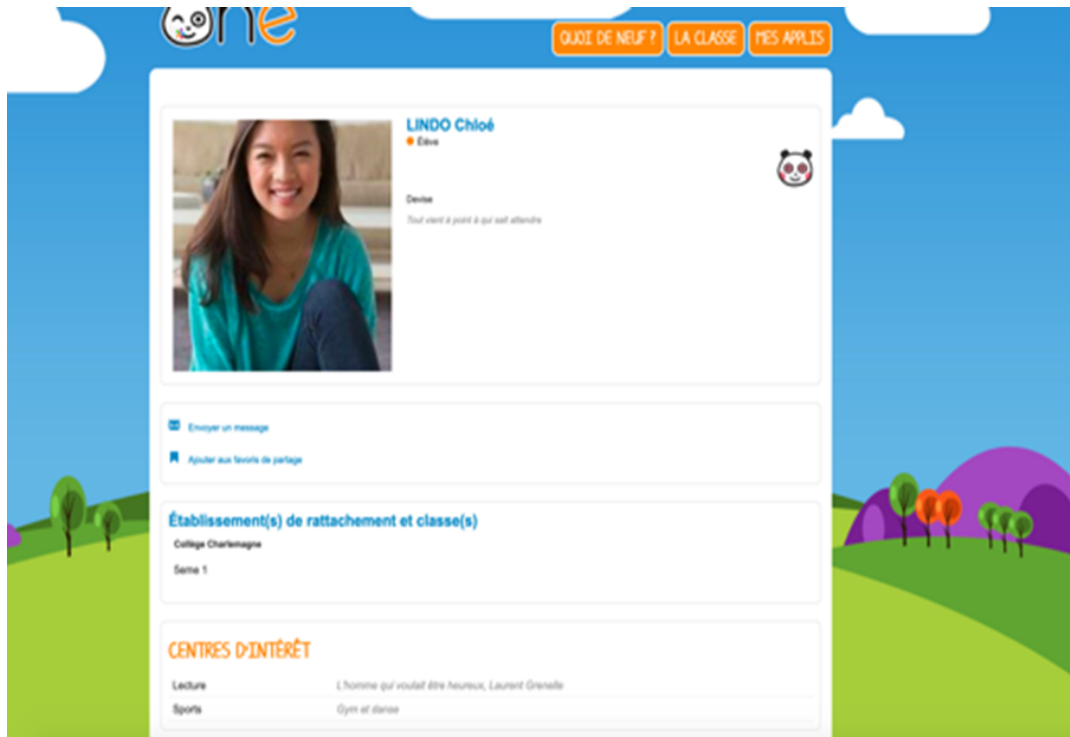 One
QUOI DE NEUF ?
LA CLASSE
MES APPLIS
LINDO Chloé
Élève
Devise
Tout vient à point à qui sait attendre
Envoyer un message
Ajouter aux favoris de partage
Établissement(s) de rattachement et classe(s)
Collège Charlemagne
5eme 1
CENTRES D'INTÉRÊT
Lecture
L'homme qui voulait être heureux, Laurent Grenelle
Sports
Gym et danse